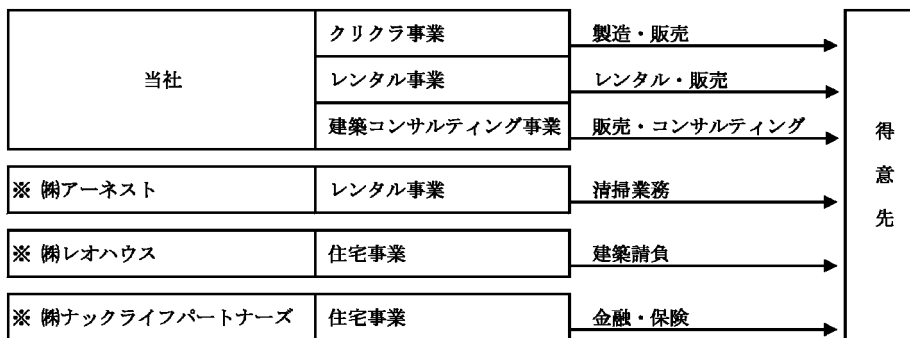 クリクラ事業 製造・販売
当社 レンタル事業 レンタル・販売
建築コンサルティング事業 販売・コンサルティング
※ ㈱アーネスト レンタル事業 清掃業務
※ ㈱レオハウス 住宅事業 建築請負
※ ㈱ナックライフパートナーズ 住宅事業 金融・保険
得意先